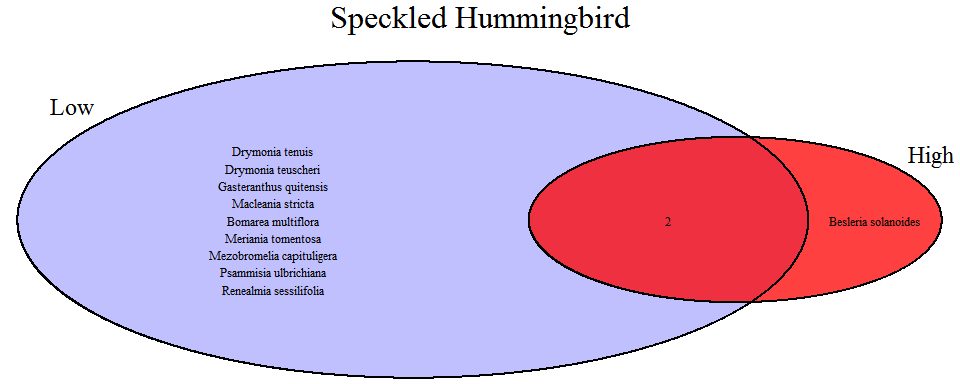 Speckled Hummingbird
Low
High
Drymonia tenuis
Drymonia teuscheri
Gasteranthus quitensis
Macleania stricta
Bomarea multiflora
Meriania tomentosa
Mezobromelia capituligera
Psammisia ulbrichiana
Renealmia sessilifolia
2
Besleria solanoides